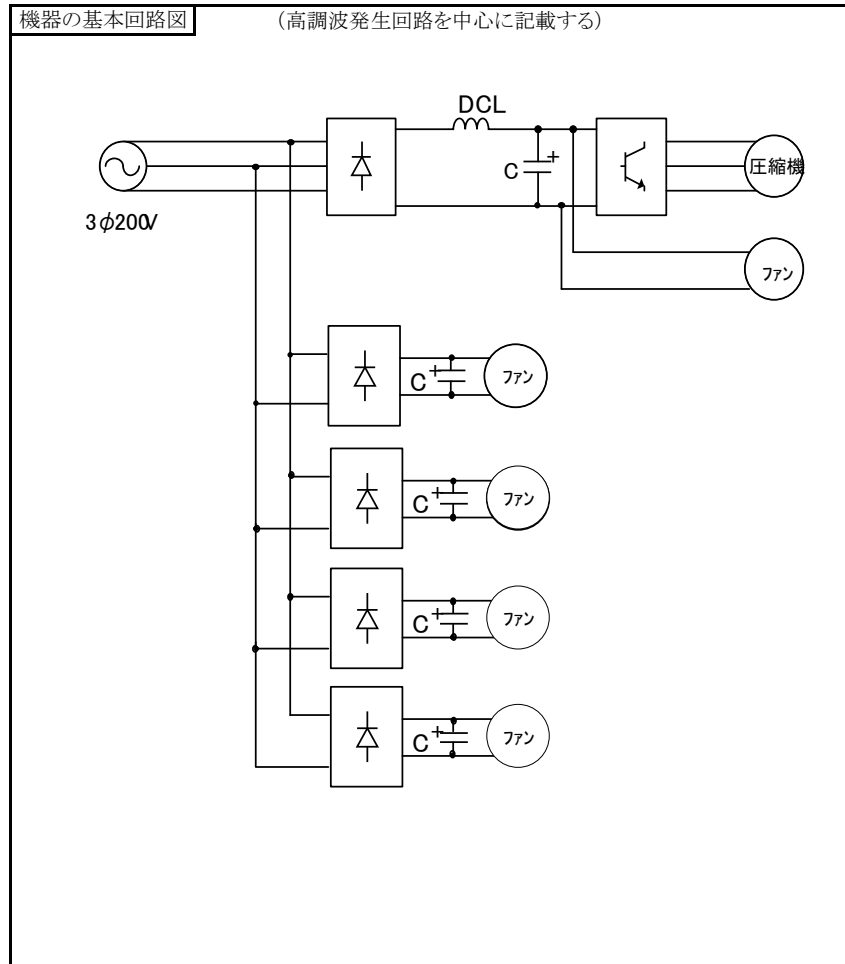 機器の基本回路図 (高調波発生回路を中心に記載する)
DCL
C +
圧縮機
3φ200V
ファン
C + ファン
C + ファン
C + ファン
C + ファン